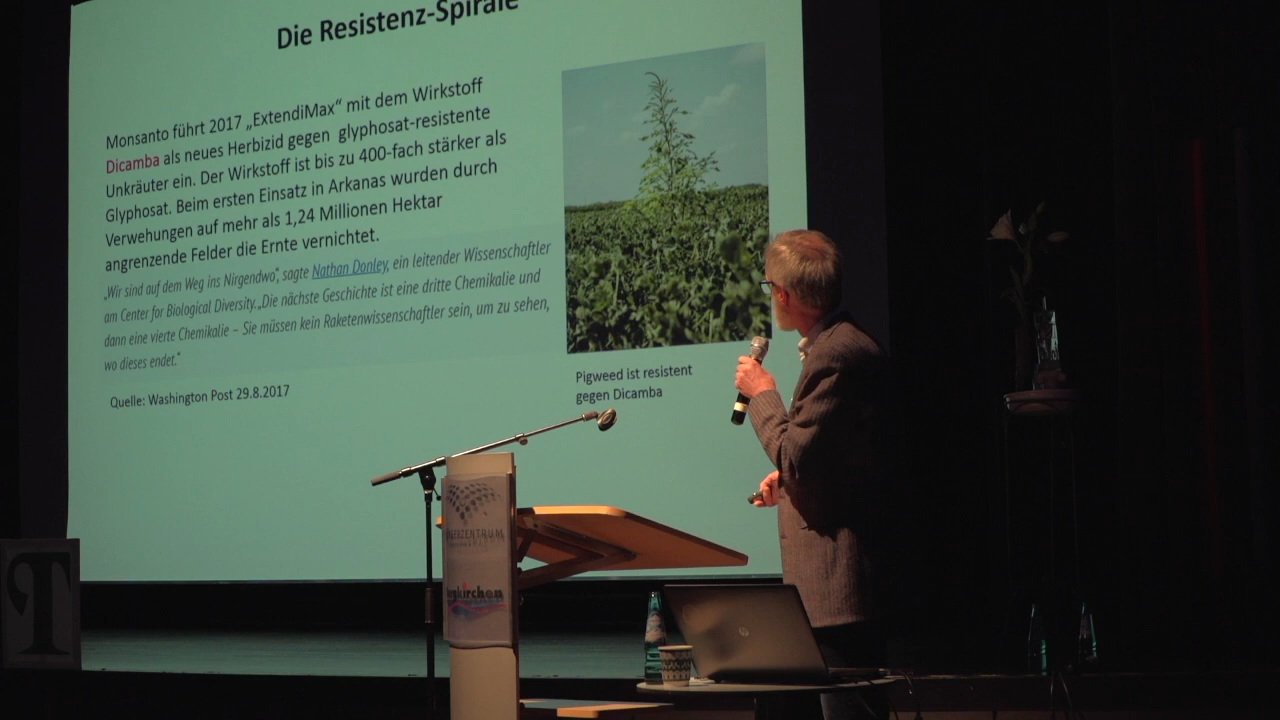 Die Resistenz-Spirale
Monsanto führt 2017 „ExtendiMax“ mit dem Wirkstoff
Dicamba als neues Herbizid gegen glyphosat-resistente
Unkräuter ein. Der Wirkstoff ist bis zu 400-fach stärker als
Glyphosat. Beim ersten Einsatz in Arkanas wurden durch
Verwehungen auf mehr als 1,24 Millionen Hektar
angrenzende Felder die Ernte vernichtet.
„Wir sind auf dem Weg ins Nirgendwo“, sagte Nathan Donley, ein leitender Wissenschaftler
am Center for Biological Diversity. „Die nächste Geschichte ist eine dritte Chemikalie und
dann eine vierte Chemikalie – Sie müssen kein Raketenwissenschaftler sein, um zu sehen,
wo dieses endet.“
Quelle: Washington Post 29.8.2017
Pigweed ist resistent
gegen Dicamba
T
hp